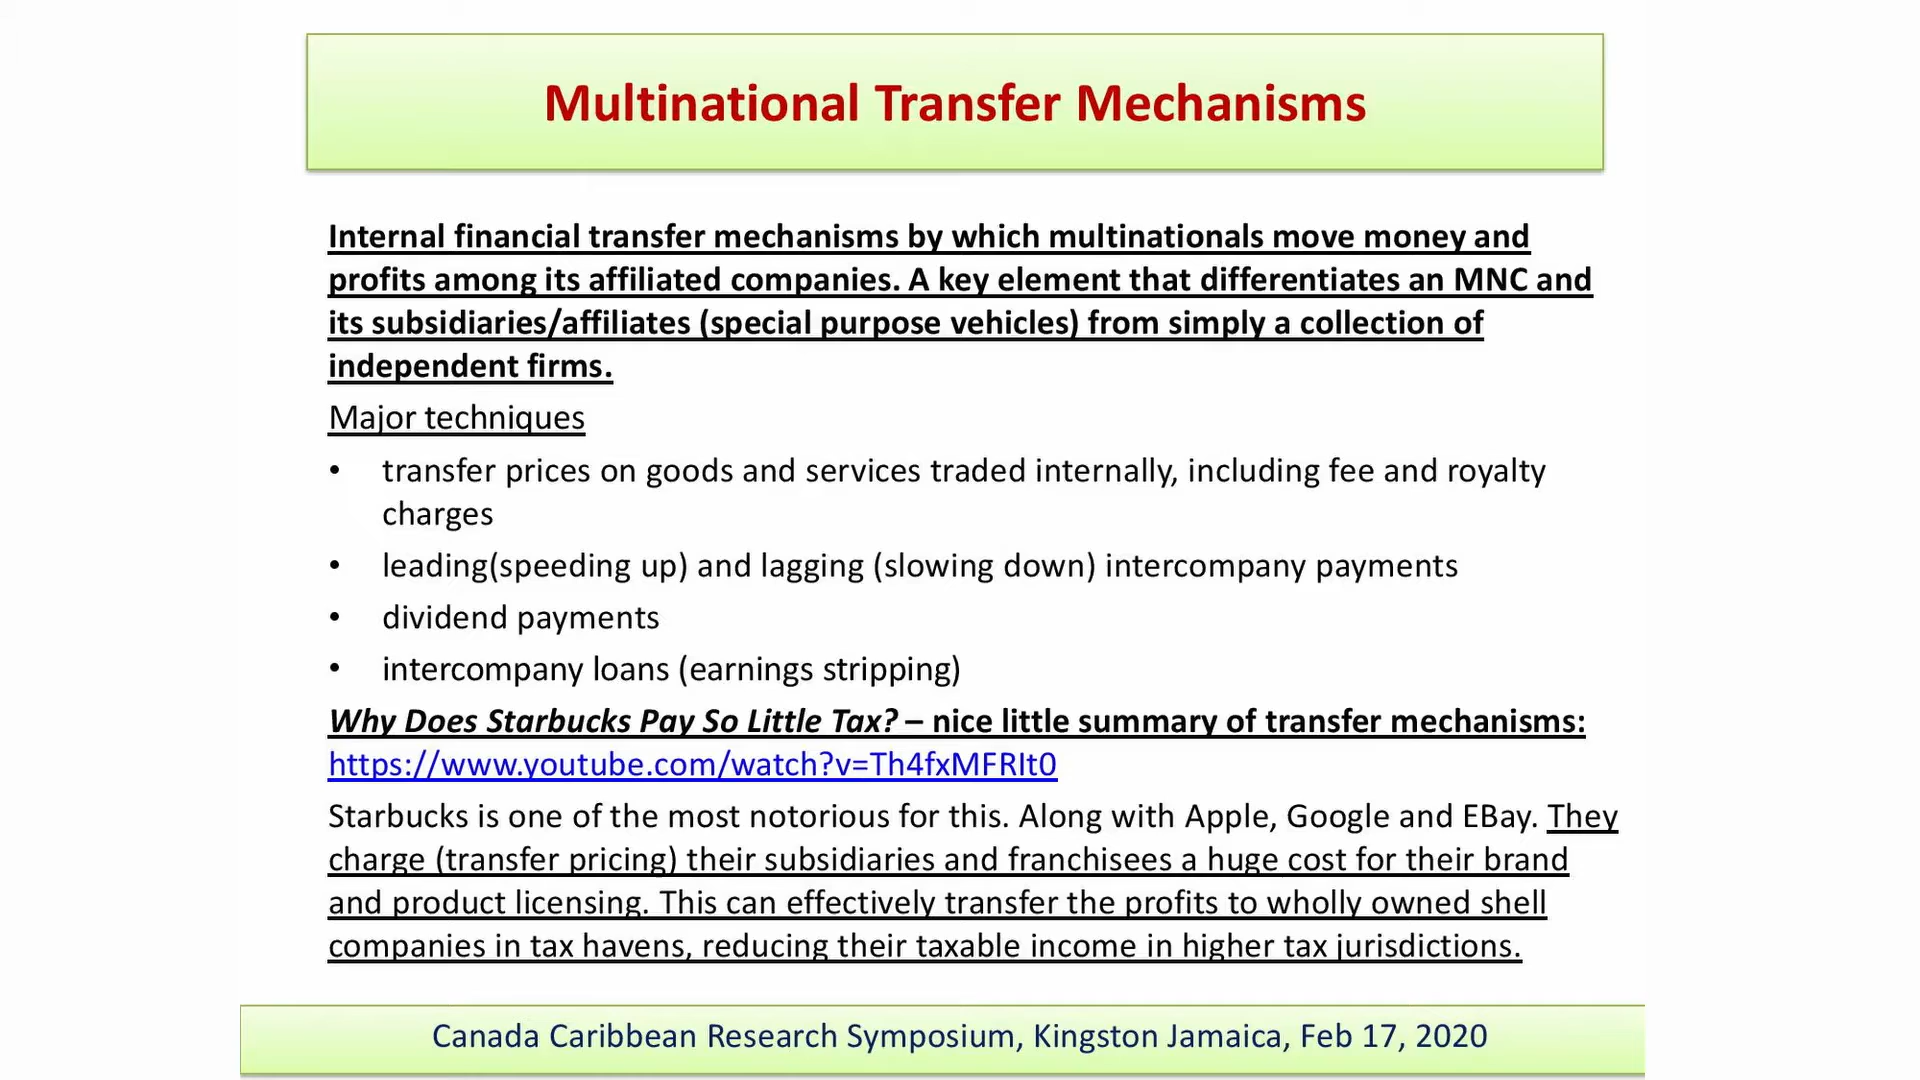 Multinational Transfer Mechanisms
Internal financial transfer mechanisms by which multinationals move money and
profits among its affiliated companies. A key element that differentiates an MNC and
its subsidiaries/affiliates (special purpose vehicles) from simply a collection of
independent firms.
Major techniques
• transfer prices on goods and services traded internally, including fee and royalty
charges
• leading(speeding up) and lagging (slowing down) intercompany payments
• dividend payments
• intercompany loans (earnings stripping)
Why Does Starbucks Pay So Little Tax? – nice little summary of transfer mechanisms:
https://www.youtube.com/watch?v=Th4fxMFRIt0
Starbucks is one of the most notorious for this. Along with Apple, Google and EBay. They
charge (transfer pricing) their subsidiaries and franchisees a huge cost for their brand
and product licensing. This can effectively transfer the profits to wholly owned shell
companies in tax havens, reducing their taxable income in higher tax jurisdictions.
Canada Caribbean Research Symposium, Kingston Jamaica, Feb 17, 2020